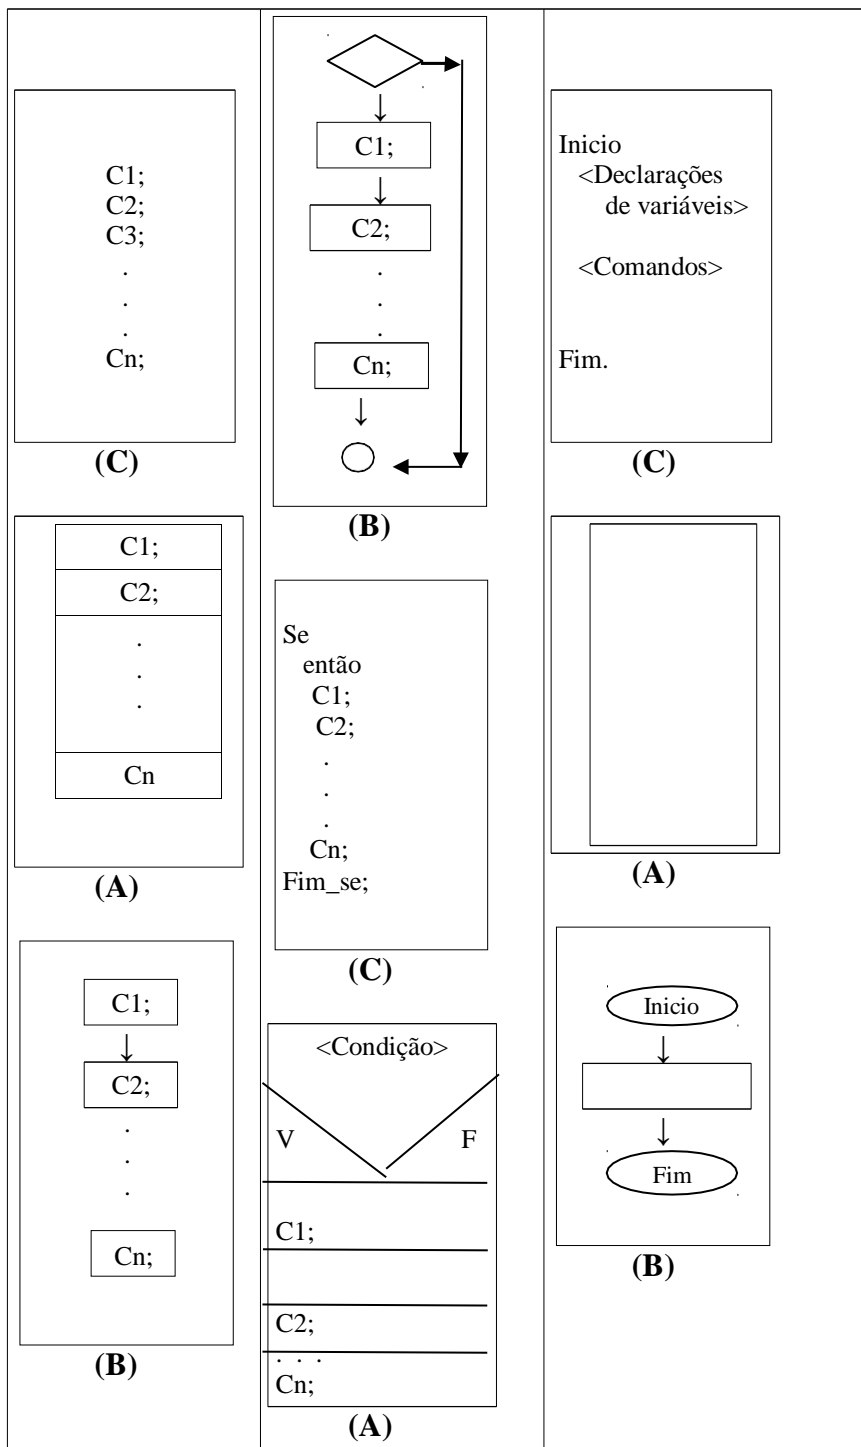 C1;
C2;
C3;
.
.
.
Cn;
(C)
C1;
C2;
.
.
.
Cn
(A)
C1;
C2;
.
.
.
Cn;
(B)
C1;
C2;
.
.
.
Cn;
(B)
Se
então
C1;
C2;
.
.
.
Cn;
Fim_se;
(C)
<Condição>
V F
C1;
C2;
. . .
Cn;
(A)
Inicio
<Declarações
de variáveis>
<Comandos>
Fim.
(C)
(A)
Inicio
Fim
(B)